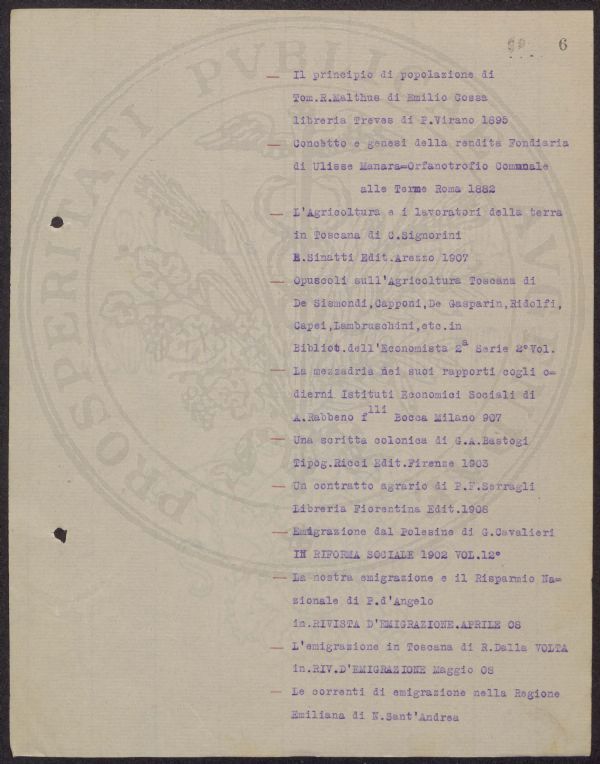 6
— Il principio di popolazione di
Tom.R.Malthus di Emilio Cossa
libreria Treves di P.Virano 1895
— Concetto e genesi della rendita Fondiaria
di Ulisse Manara=Orfanotrofio Comunale
alle Terme Roma 1882
— L'Agricoltura e i lavoratori della terra
in Toscana di C.Signorini
E.Sinatti Edit.Arezzo 1907
— Opuscoli sull'Agricoltura Toscana di
De Sismondi,Capponi,De Gasparin,Ridolfi,
Capei,Lambruschini,etc.in
Bibliot.dell'Economista 2ª Serie 2°Vol.
— La mezzadria nei suoi rapporti cogli o=
dierni Istituti Economici Sociali di
A.Rabbeno flli Bocca Milano 907
— Una scritta colonica di G.A.Bastogi
Tipog.Ricci Edit.Firenze 1903
— Un contratto agrario di P.F.Serragli
Libreria Fiorentina Edit.1908
— Emigrazione dal Polesine di G.Cavalieri
IN RIFORMA SOCIALE 1902 VOL.12°
— La nostra emigrazione e il Risparmio Na=
zionale di P.d'Angelo
in.RIVISTA D'EMIGRAZIONE.APRILE 08
— L'emigrazione in Toscana di R.Dalla VOLTA
in.RIV.D'EMIGRAZIONE Maggio 08
— Le correnti di emigrazione nella Regione
Emiliana di N.Sant'Andrea
PROSPERITATI PVBLICAE